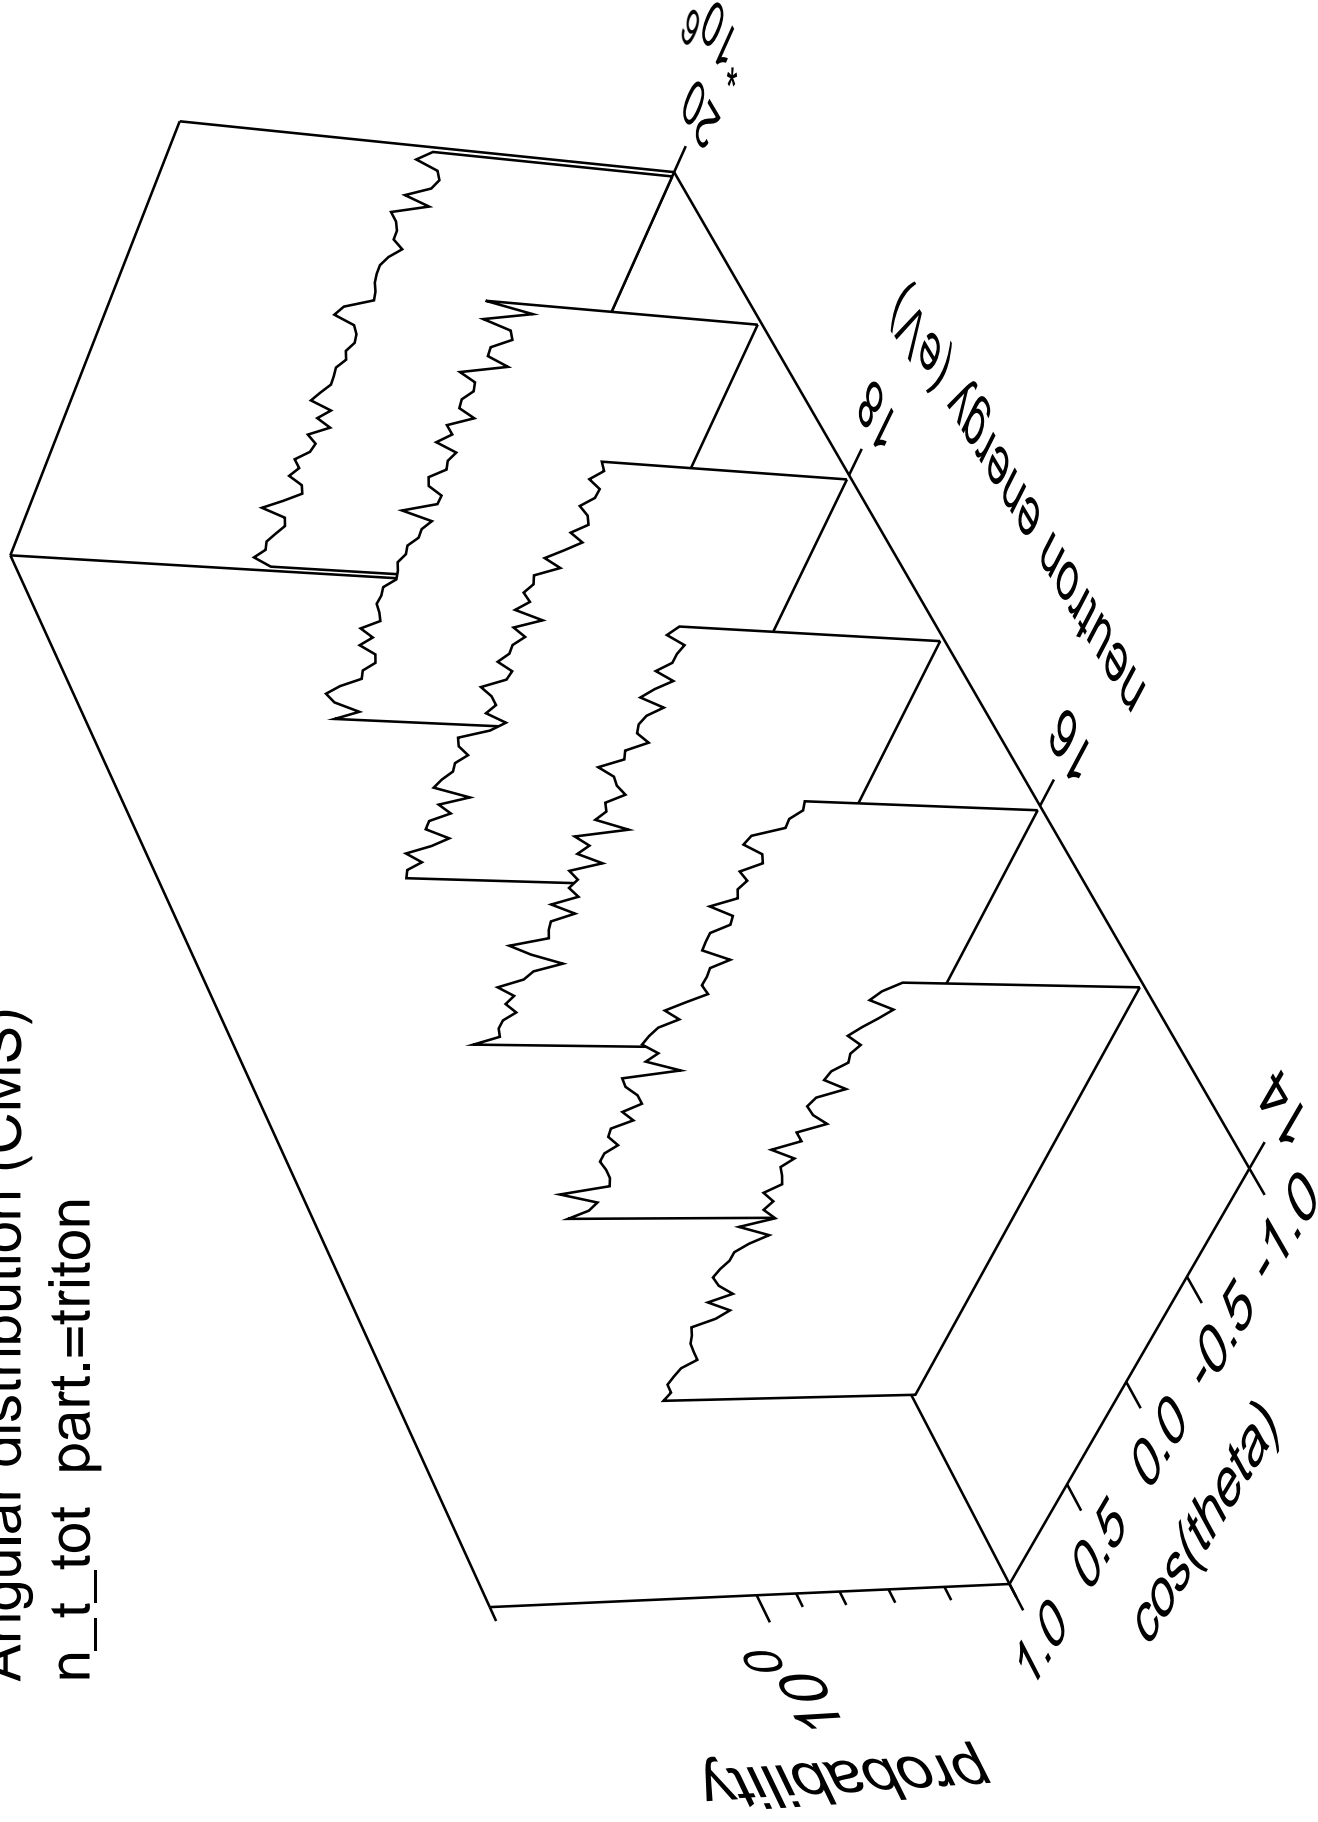 Angular distribution (CMS)
n_t_tot part.=triton
probability
10^0
1.0 0.5 0.0 -0.5 -1.0
cos(theta)
14 16 18 20
*10^6
neutron energy (eV)